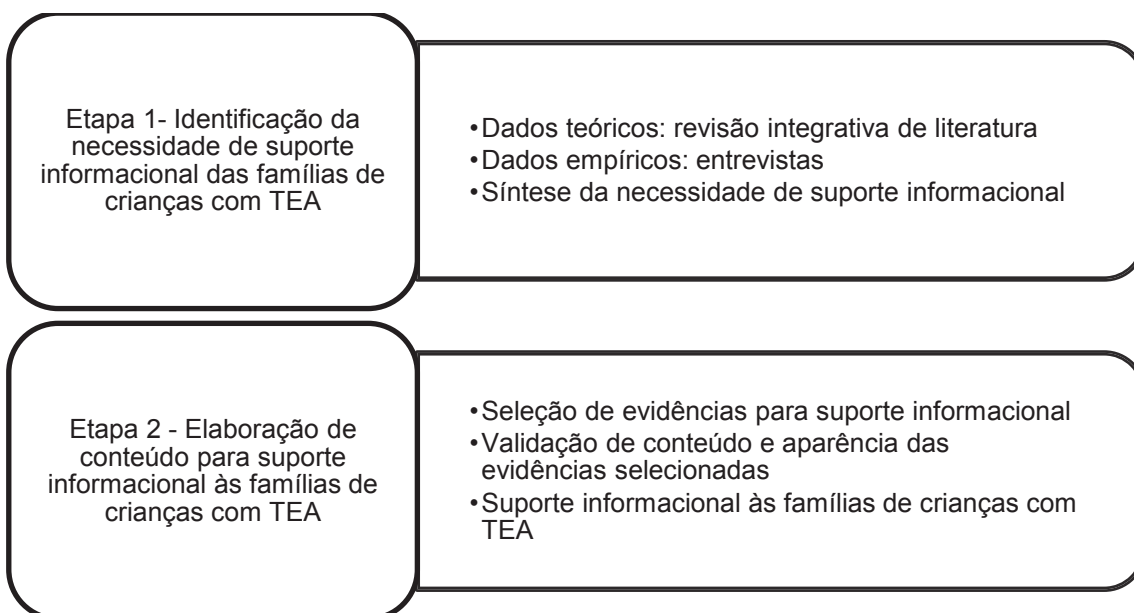 Etapa 1- Identificação da
necessidade de suporte
informacional das famílias de
crianças com TEA
•Dados teóricos: revisão integrativa de literatura
•Dados empíricos: entrevistas
•Síntese da necessidade de suporte informacional
Etapa 2 - Elaboração de
conteúdo para suporte
informacional às famílias de
crianças com TEA
•Seleção de evidências para suporte informacional
•Validação de conteúdo e aparência das
evidências selecionadas
•Suporte informacional às famílias de crianças com
TEA